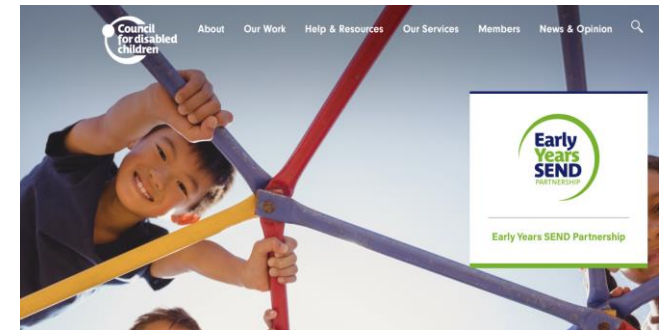 Council
for disabled
children
About Our Work Help & Resources Our Services Members News & Opinion
Early
Years
SEND
PARTNERSHIP
Early Years SEND Partnership